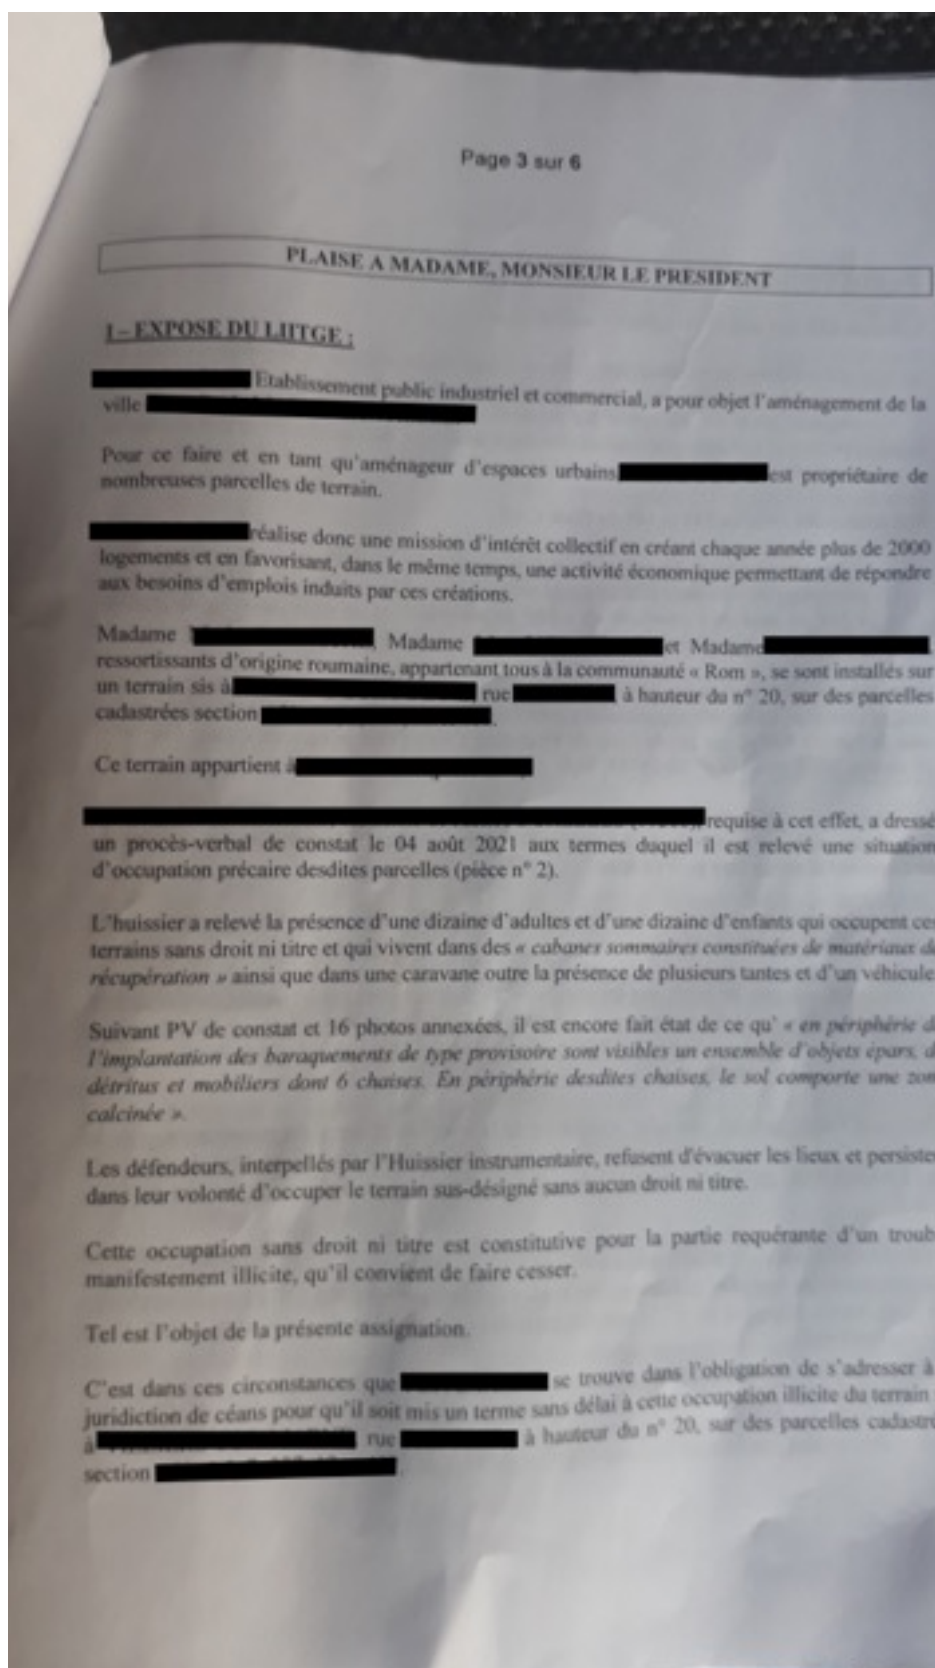 Page 3 sur 6
PLAISE A MADAME, MONSIEUR LE PRESIDENT
I – EXPOSE DU LIITGE :
Etablissement public industriel et commercial, a pour objet l'aménagement de la
ville
Pour ce faire et en tant qu'aménageur d'espaces urbains est propriétaire de
nombreuses parcelles de terrain.
réalise donc une mission d'intérêt collectif en créant chaque année plus de 2000
logements et en favorisant, dans le même temps, une activité économique permettant de répondre
aux besoins d'emplois induits par ces créations.
Madame , Madame et Madame
ressortissants d'origine roumaine, appartenant tous à la communauté « Rom », se sont installés sur
un terrain sis à rue à hauteur du n° 20, sur des parcelles
cadastrées section .
Ce terrain appartient à
requise à cet effet, a dressé
un procès-verbal de constat le 04 août 2021 aux termes duquel il est relevé une situation
d'occupation précaire desdites parcelles (pièce n° 2).
L'huissier a relevé la présence d'une dizaine d'adultes et d'une dizaine d'enfants qui occupent ces
terrains sans droit ni titre et qui vivent dans des « cabanes sommaires constituées de matériaux de
récupération » ainsi que dans une caravane outre la présence de plusieurs tantes et d'un véhicule
Suivant PV de constat et 16 photos annexées, il est encore fait état de ce qu' « en périphérie d
l'implantation des baraquements de type provisoire sont visibles un ensemble d'objets épars, d
détritus et mobiliers dont 6 chaises. En périphérie desdites chaises, le sol comporte une zon
calcinée ».
Les défendeurs, interpellés par l'Huissier instrumentaire, refusent d'évacuer les lieux et persiste
dans leur volonté d'occuper le terrain sus-désigné sans aucun droit ni titre.
Cette occupation sans droit ni titre est constitutive pour la partie requérante d'un troub
manifestement illicite, qu'il convient de faire cesser.
Tel est l'objet de la présente assignation.
C'est dans ces circonstances que se trouve dans l'obligation de s'adresser à
juridiction de céans pour qu'il soit mis un terme sans délai à cette occupation illicite du terrain
à rue à hauteur du n° 20, sur des parcelles cadastré
section .